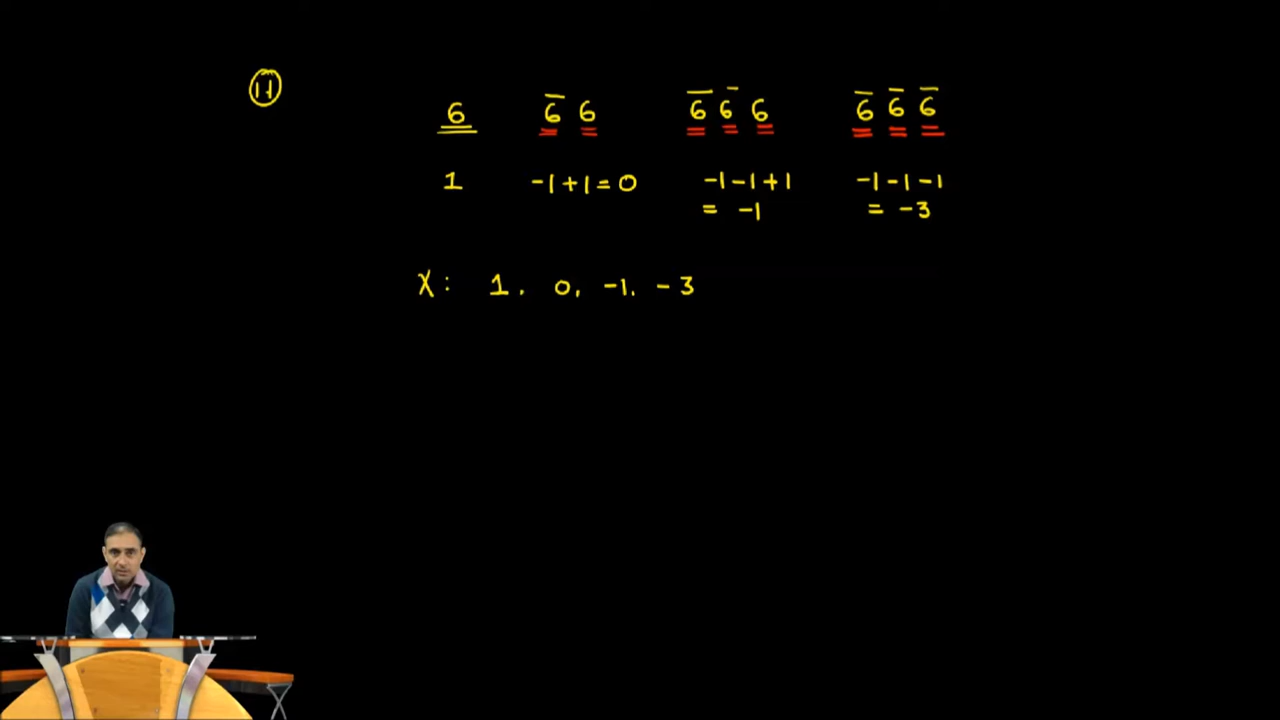 11
6 6̅ 6 6̅ 6̅ 6 6̅ 6̅ 6̅
1 -1+1=0 -1-1+1 -1-1-1
= -1 = -3
X: 1, 0, -1, -3